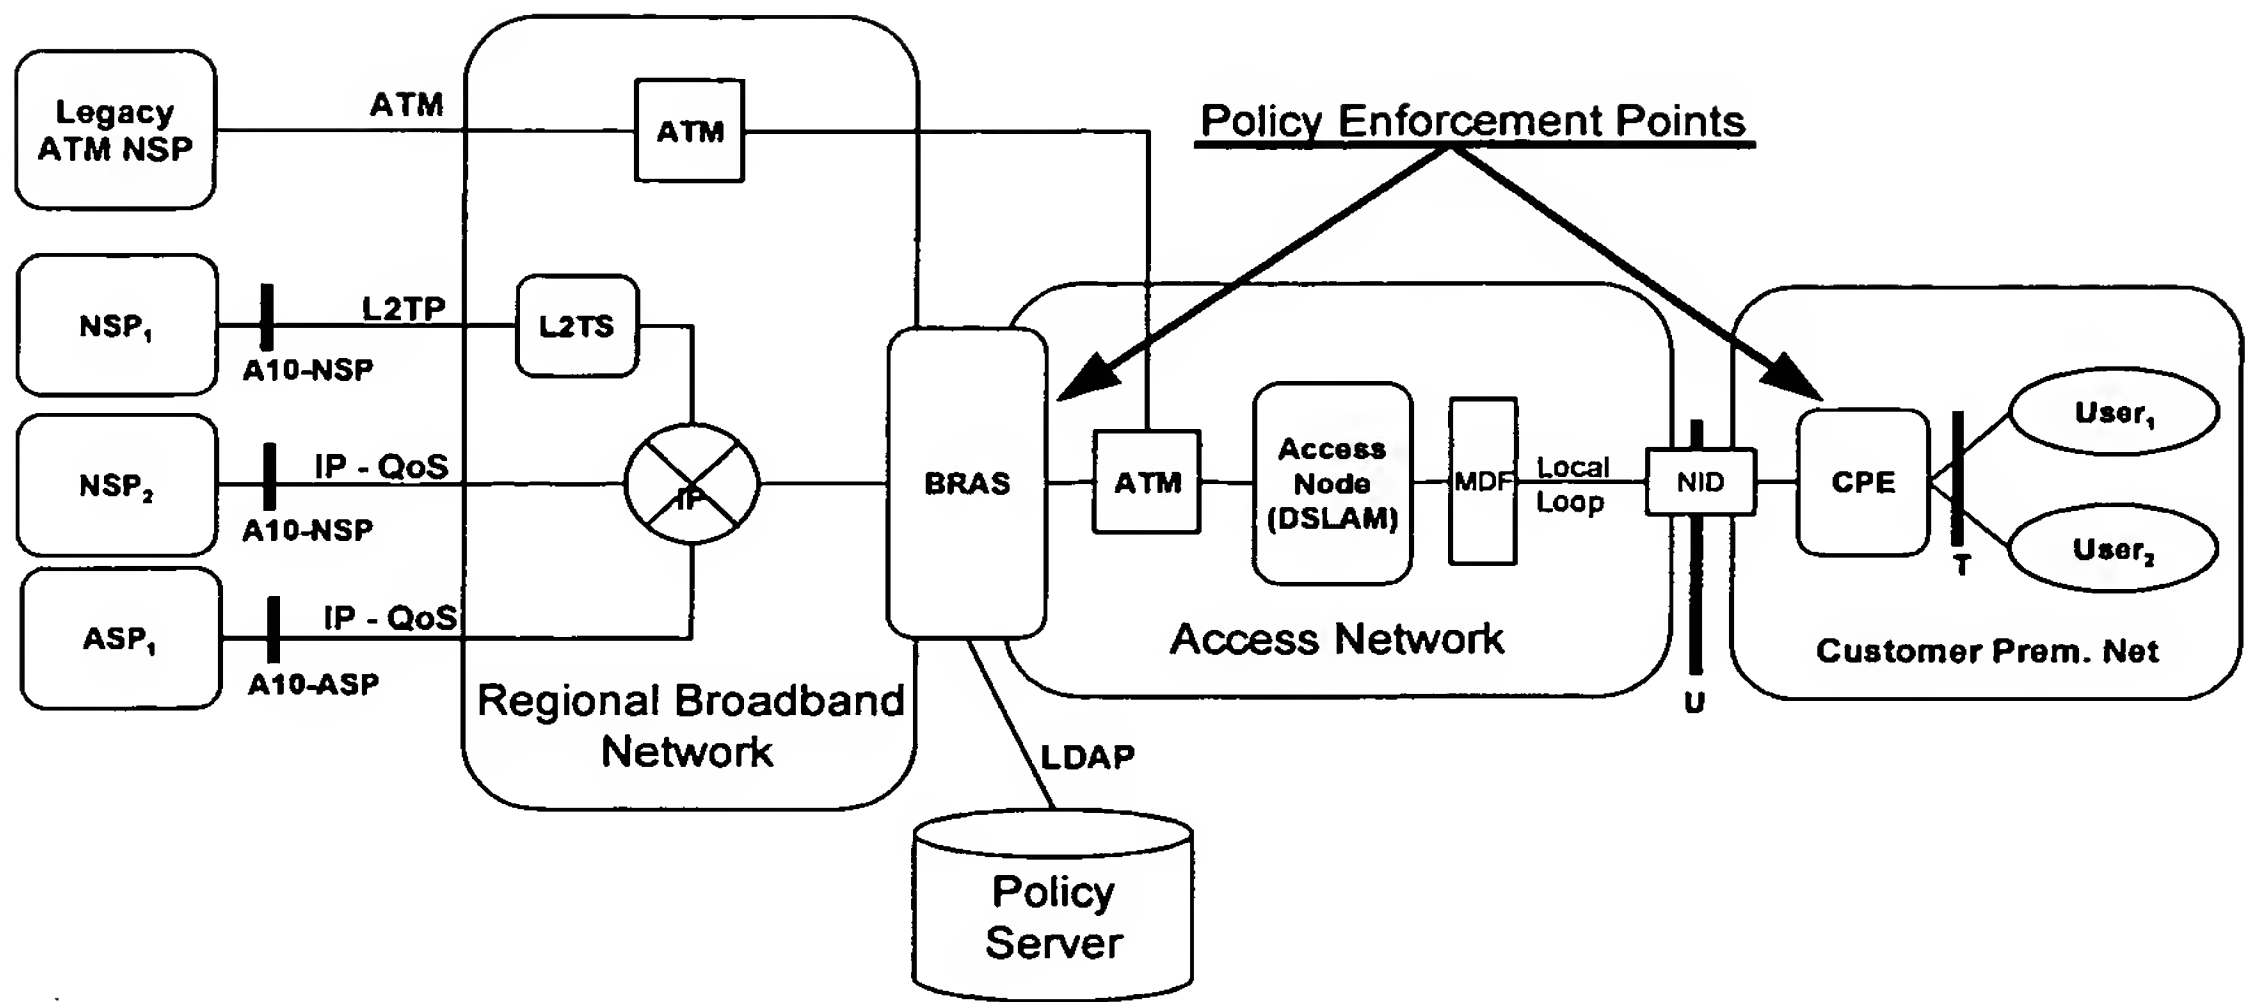 Legacy
ATM NSP
ATM
ATM
Policy Enforcement Points
NSP₁
A10-NSP
L2TP
L2TS
NSP₂
A10-NSP
IP - QoS
IP
BRAS
ATM
Access
Node
(DSLAM)
MDF
Local
Loop
NID
CPE
User₁
User₂
T
ASP₁
A10-ASP
IP - QoS
Regional Broadband
Network
Access Network
U
Customer Prem. Net
LDAP
Policy
Server